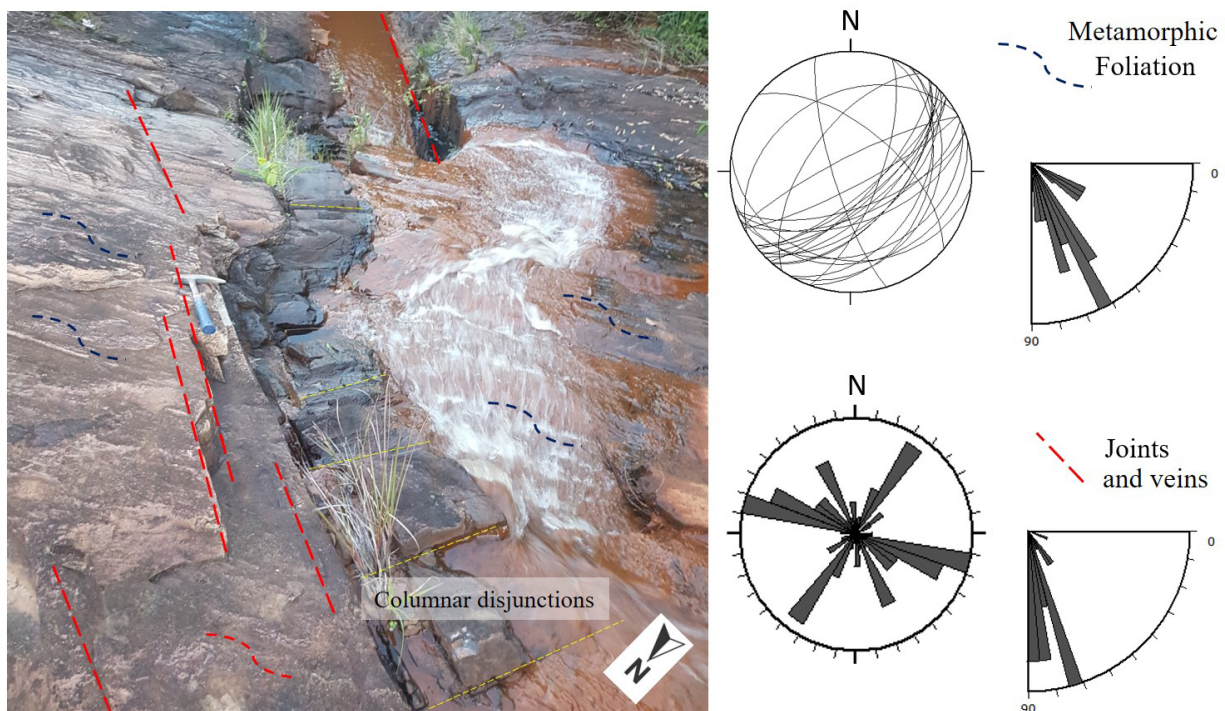 Columnar disjunctions
N
N
Metamorphic
Foliation
0
90
N
Joints
and veins
0
90